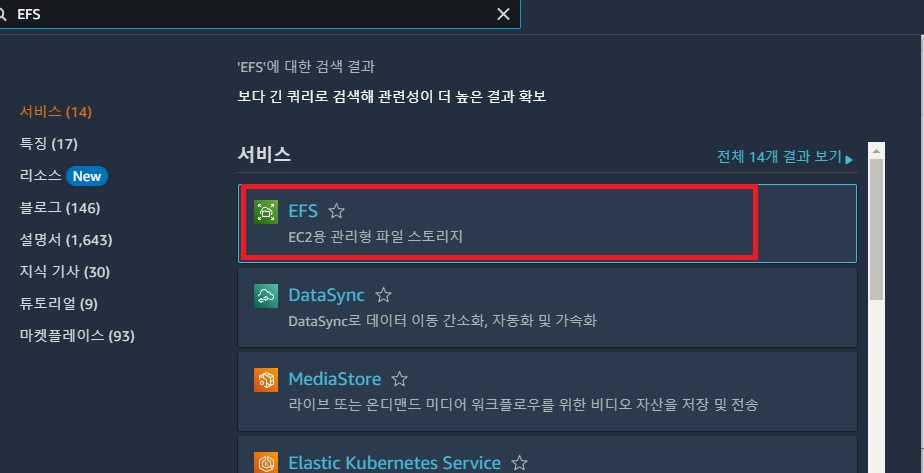 EFS
'EFS'에 대한 검색 결과
보다 긴 쿼리로 검색해 관련성이 더 높은 결과 확보
서비스 (14)
특징 (17)
리소스 New
블로그 (146)
설명서 (1,643)
지식 기사 (30)
튜토리얼 (9)
마켓플레이스 (93)
서비스
전체 14개 결과 보기
EFS
EC2용 관리형 파일 스토리지
DataSync
DataSync로 데이터 이동 간소화, 자동화 및 가속화
MediaStore
라이브 또는 온디맨드 미디어 워크플로우를 위한 비디오 자산을 저장 및 전송
Elastic Kubernetes Service